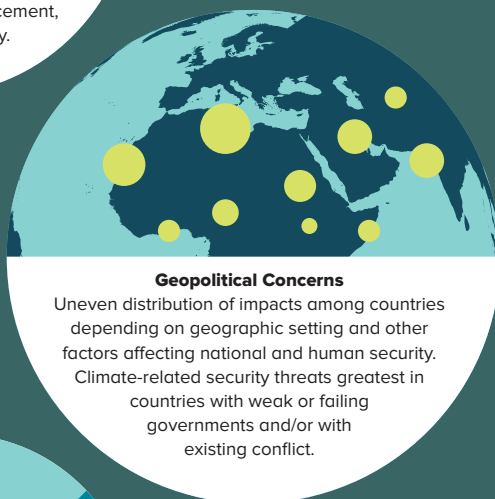 cement,
y.
Geopolitical Concerns
Uneven distribution of impacts among countries
depending on geographic setting and other
factors affecting national and human security.
Climate-related security threats greatest in
countries with weak or failing
governments and/or with
existing conflict.